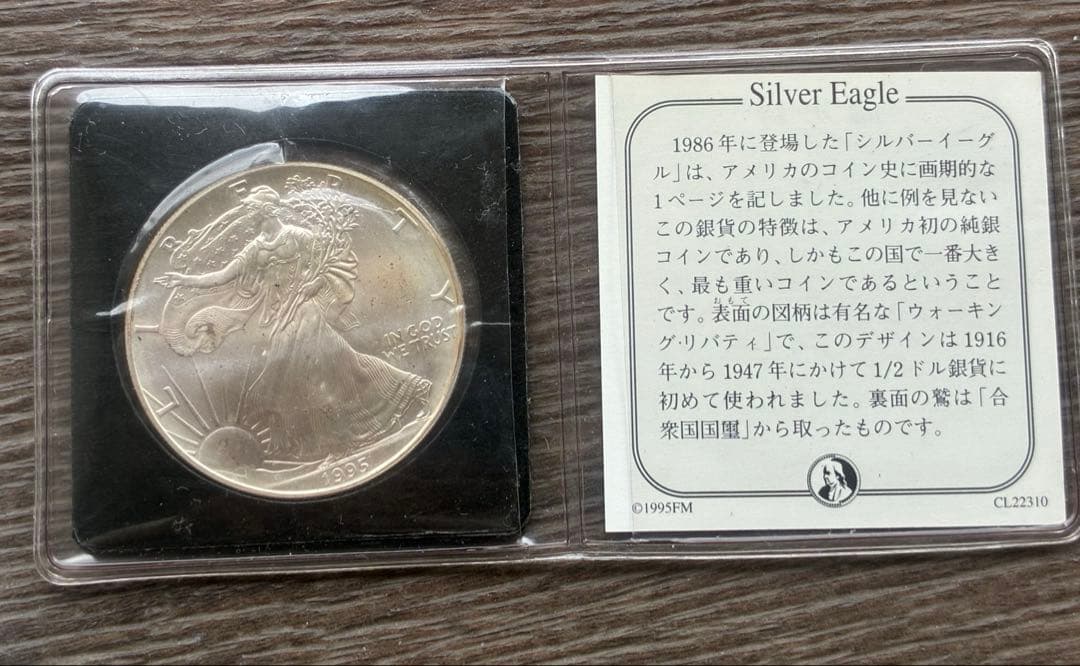 LIBERTY
IN GOD
WE TRUST
1995
Silver Eagle
1986年に登場した「シルバーイーグ
ル」は、アメリカのコイン史に画期的な
1ページを記しました。他に例を見ない
この銀貨の特徴は、アメリカ初の純銀
コインであり、しかもこの国で一番大き
く、最も重いコインであるということ
おもて
です。表面の図柄は有名な「ウォーキン
グ・リバティ」で、このデザインは1916
年から1947年にかけて1/2ドル銀貨に
初めて使われました。裏面の鷲は「合
衆国国璽」から取ったものです。
©1995FM
CL22310